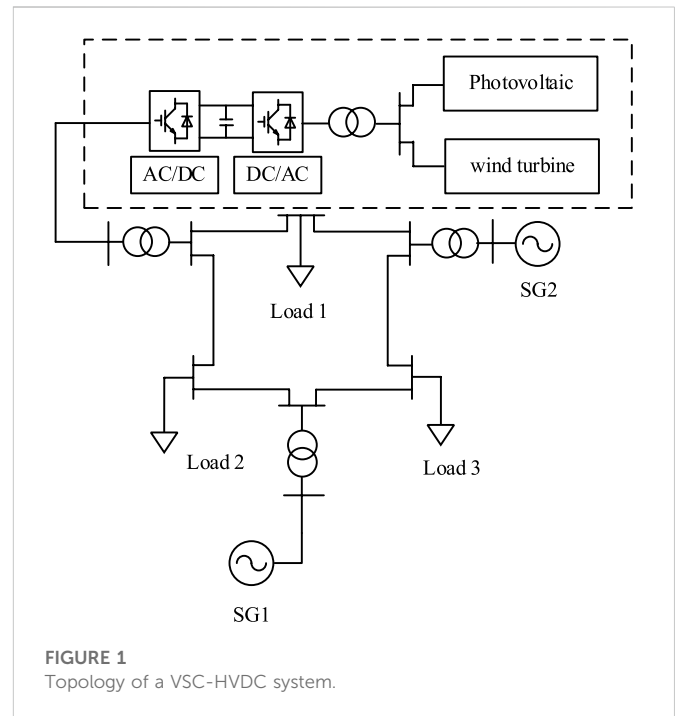 Photovoltaic
AC/DC
DC/AC
wind turbine
Load 1
SG2
Load 2
Load 3
SG1
FIGURE 1
Topology of a VSC-HVDC system.